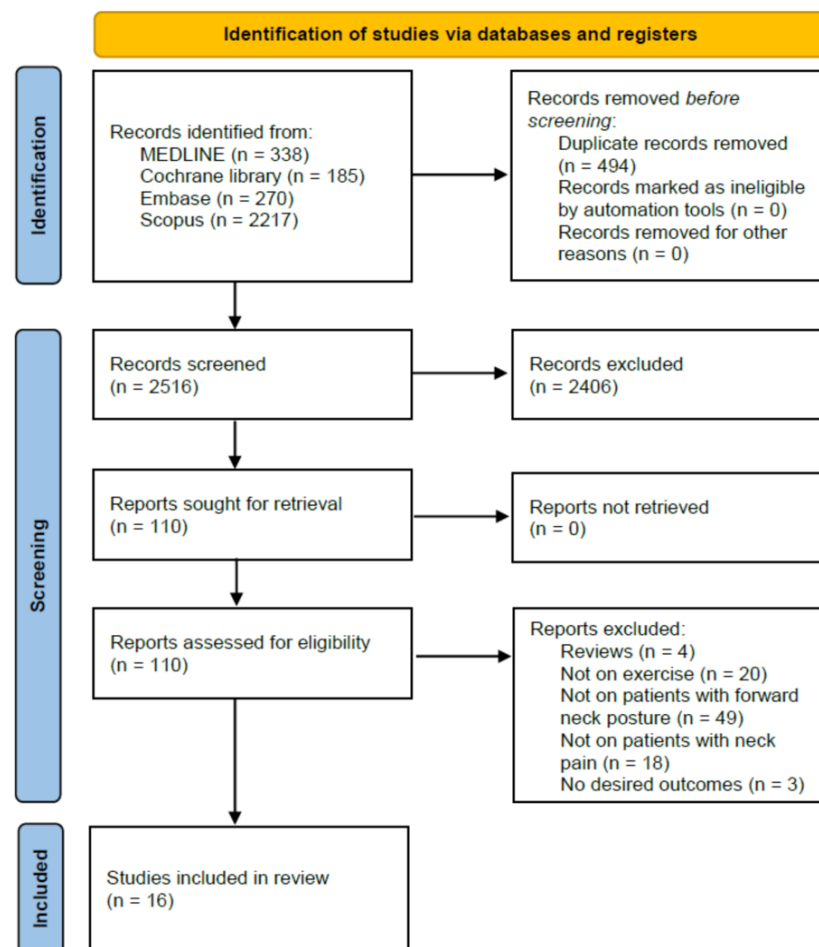 Identification of studies via databases and registers
Identification
Records identified from:
MEDLINE (n = 338)
Cochrane library (n = 185)
Embase (n = 270)
Scopus (n = 2217)
Records removed before
screening:
Duplicate records removed
(n = 494)
Records marked as ineligible
by automation tools (n = 0)
Records removed for other
reasons (n = 0)
Screening
Records screened
(n = 2516)
Records excluded
(n = 2406)
Reports sought for retrieval
(n = 110)
Reports not retrieved
(n = 0)
Reports assessed for eligibility
(n = 110)
Reports excluded:
Reviews (n = 4)
Not on exercise (n = 20)
Not on patients with forward
neck posture (n = 49)
Not on patients with neck
pain (n = 18)
No desired outcomes (n = 3)
Included
Studies included in review
(n = 16)